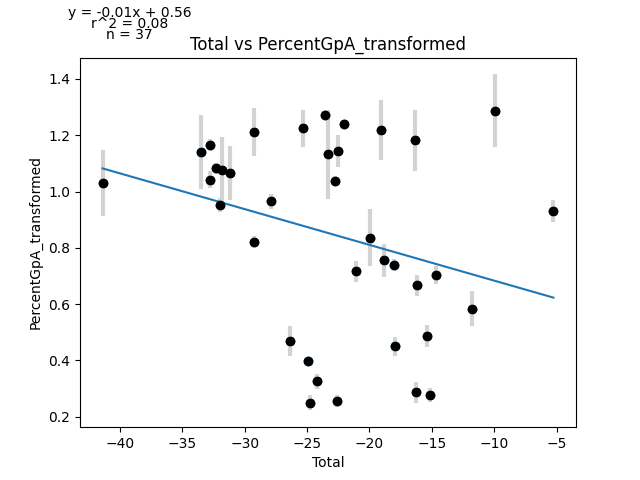 y = -0.01x + 0.56
r^2 = 0.08
n = 37
Total vs PercentGpA_transformed
PercentGpA_transformed
1.4
1.2
1.0
0.8
0.6
0.4
0.2
−40 −35 −30 −25 −20 −15 −10 −5
Total